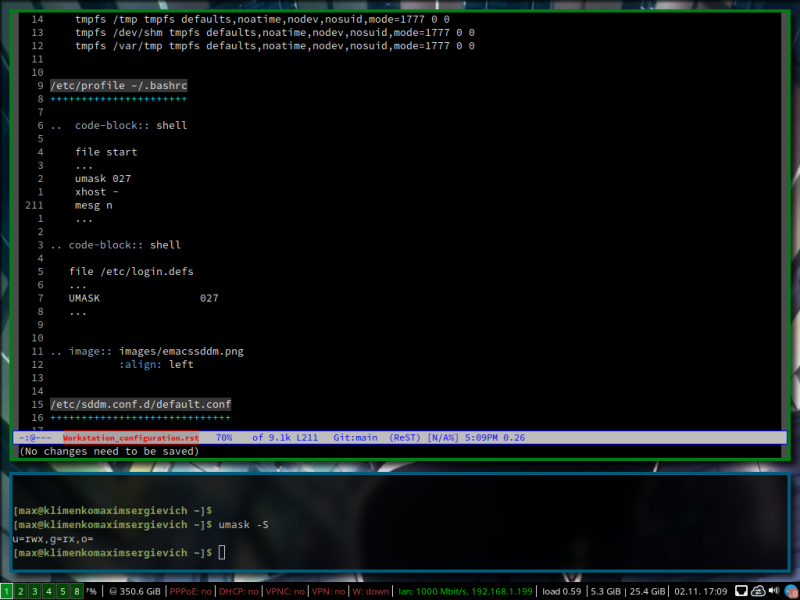 14 tmpfs /tmp tmpfs defaults,noatime,nodev,nosuid,mode=1777 0 0
13 tmpfs /dev/shm tmpfs defaults,noatime,nodev,nosuid,mode=1777 0 0
12 tmpfs /var/tmp tmpfs defaults,noatime,nodev,nosuid,mode=1777 0 0
11
10
9 /etc/profile ~/.bashrc
8 ++++++++++++++++++++++
7
6 .. code-block:: shell
5
4 file start
3 ...
2 umask 027
1 xhost -
211 mesg n
1 ...
2
3 .. code-block:: shell
4
5 file /etc/login.defs
6 ...
7 UMASK 027
8 ...
9
10
11 .. image:: images/emacssddm.png
12 :align: left
13
14
15 /etc/sddm.conf.d/default.conf
16 +++++++++++++++++++++++++++++
17
-:@--- Workstation_configuration.rst 70% of 9.1k L211 Git:main (ReST) [N/A%] 5:09PM 0.26
(No changes need to be saved)
[max@klimenkomaximsergievich ~]$
[max@klimenkomaximsergievich ~]$ umask -S
u=rwx,g=rx,o=
[max@klimenkomaximsergievich ~]$
1 2 3 4 5 8 % | 350.6 GiB | PPPoE: no | DHCP: no | VPNC: no | VPN: no | W: down | lan: 1000 Mbit/s, 192.168.1.199 | load 0.59 | 5.3 GiB | 25.4 GiB | 02.11. 17:09